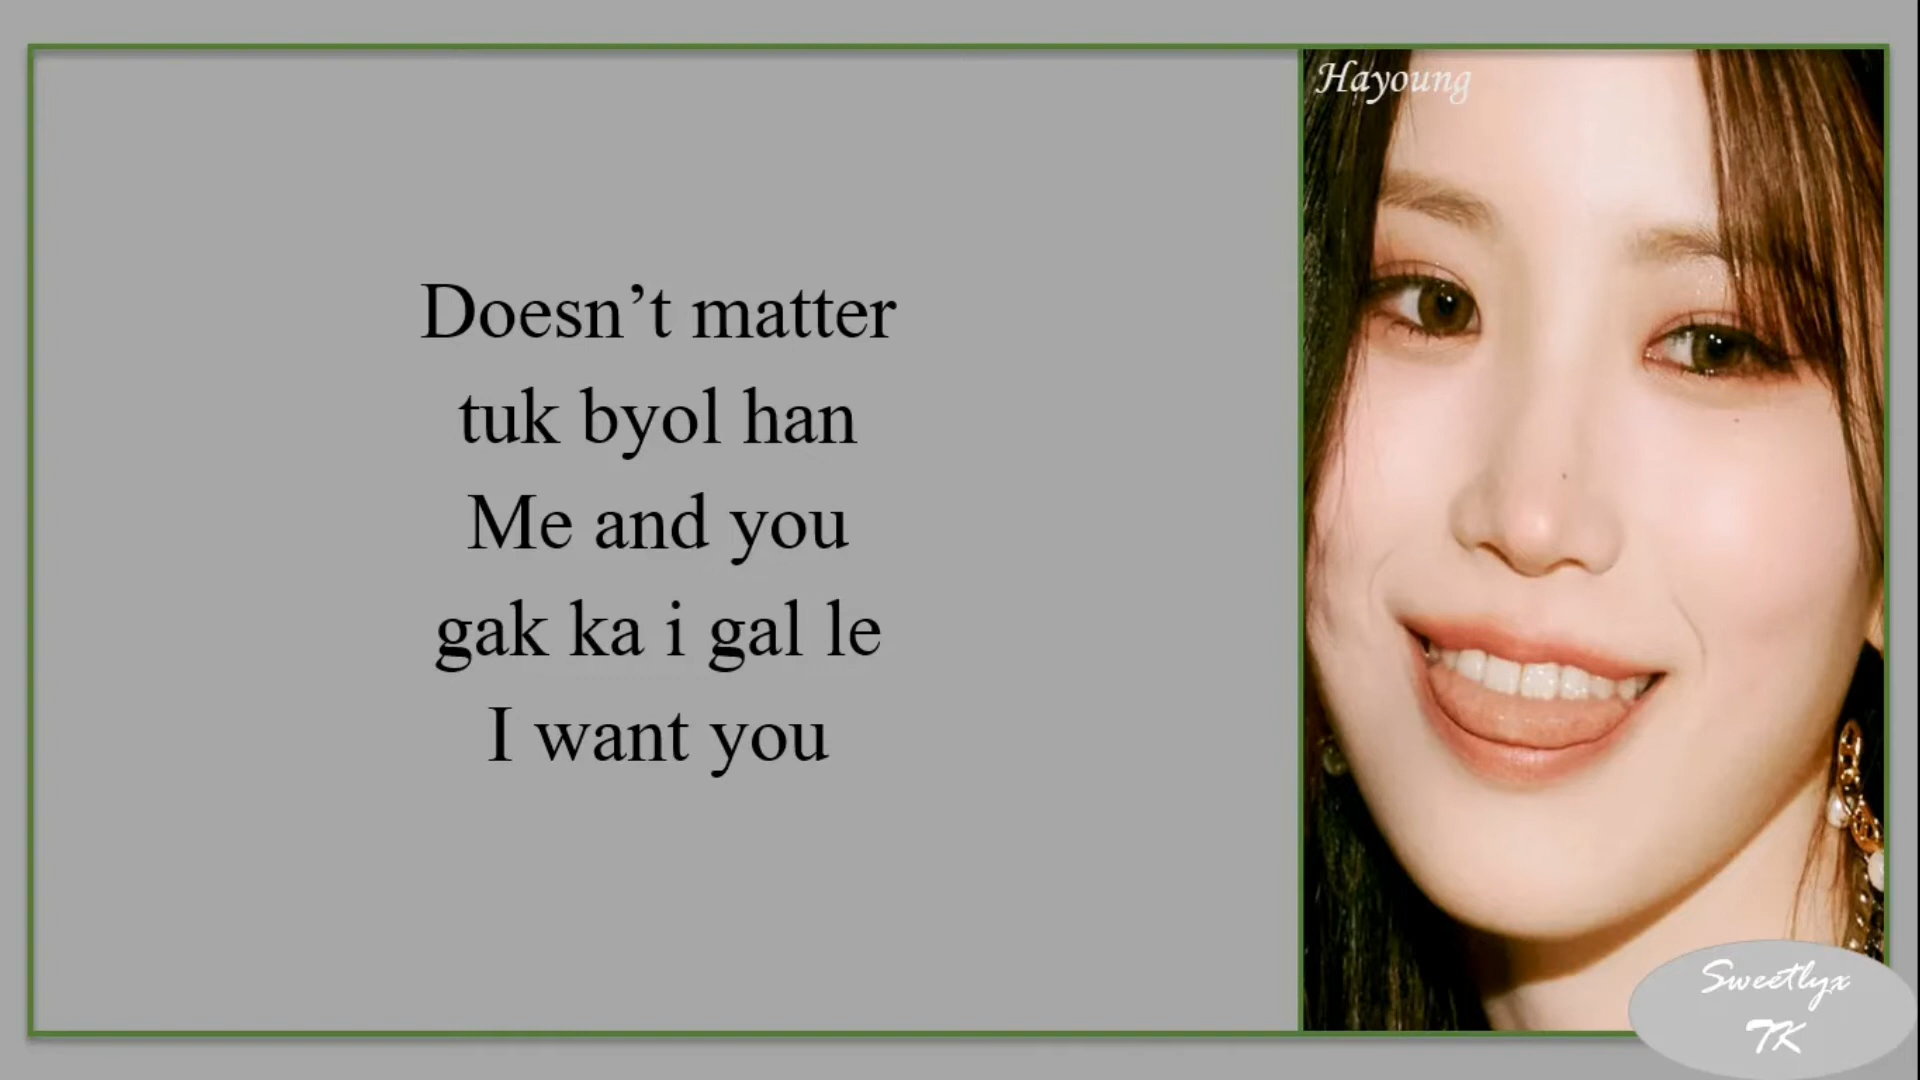 Hayoung
Doesn’t matter
tuk byol han
Me and you
gak ka i gal le
I want you
Sweetlyx
TK